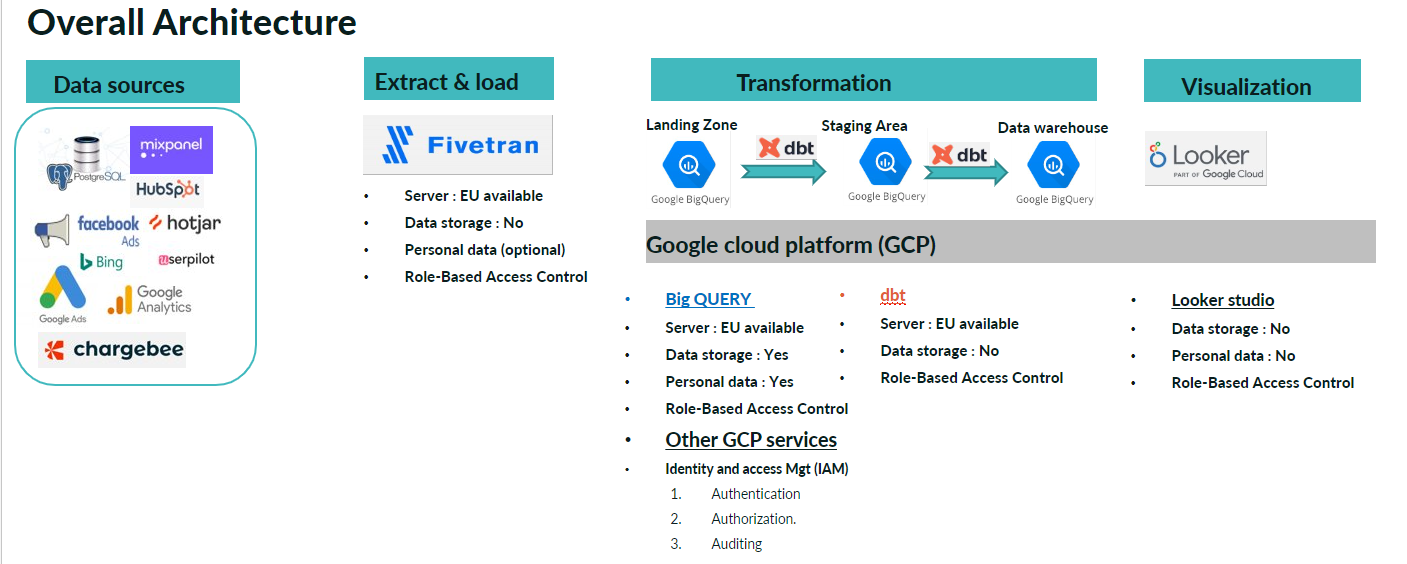 Overall Architecture
Data sources
PostgreSQL
mixpanel
HubSpot
facebook
Ads
hotjar
Bing
userpilot
Google Ads
Google
Analytics
chargebee
Extract & load
Fivetran
• Server : EU available
• Data storage : No
• Personal data (optional)
• Role-Based Access Control
Transformation
Landing Zone
Google BigQuery
dbt
Staging Area
Google BigQuery
dbt
Data warehouse
Google BigQuery
Visualization
Looker
PART OF Google Cloud
Google cloud platform (GCP)
• Big QUERY
• Server : EU available
• Data storage : Yes
• Personal data : Yes
• Role-Based Access Control
• Other GCP services
• Identity and access Mgt (IAM)
1. Authentication
2. Authorization.
3. Auditing
• dbt
• Server : EU available
• Data storage : No
• Role-Based Access Control
• Looker studio
• Data storage : No
• Personal data : No
• Role-Based Access Control